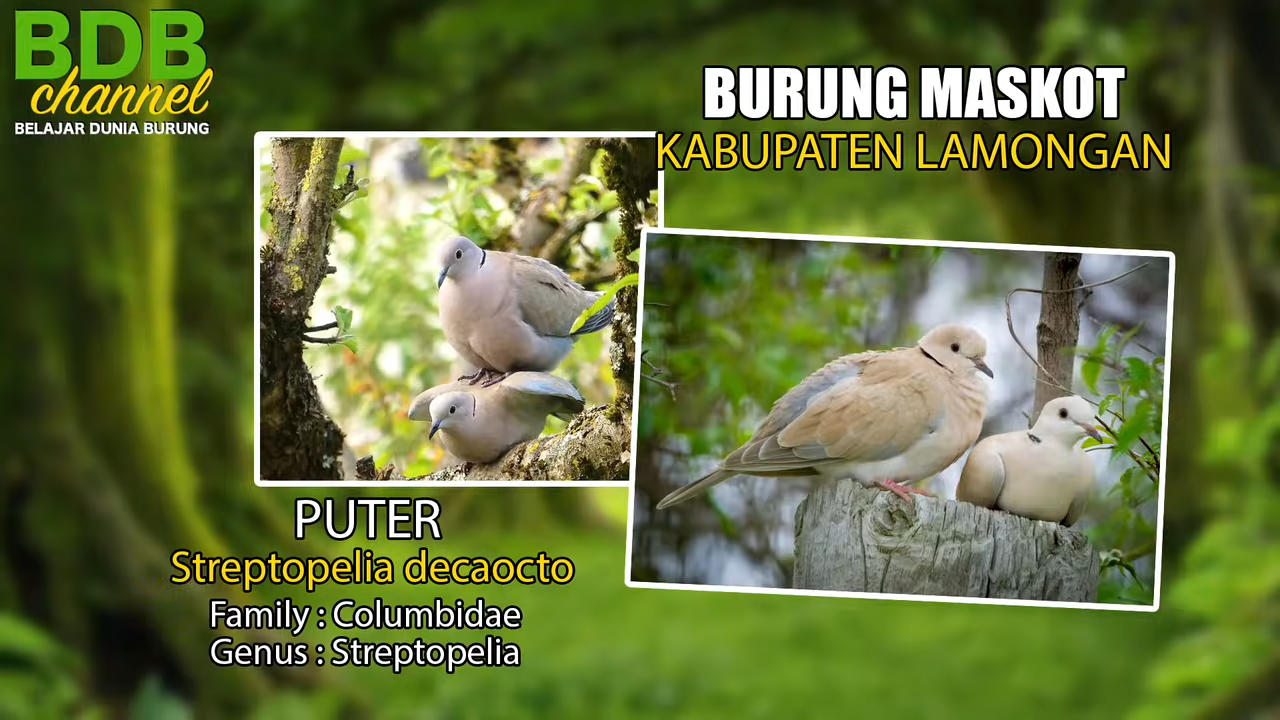 BDB
channel
BELAJAR DUNIA BURUNG
BURUNG MASKOT
KABUPATEN LAMONGAN
PUTER
Streptopelia decaocto
Family : Columbidae
Genus : Streptopelia